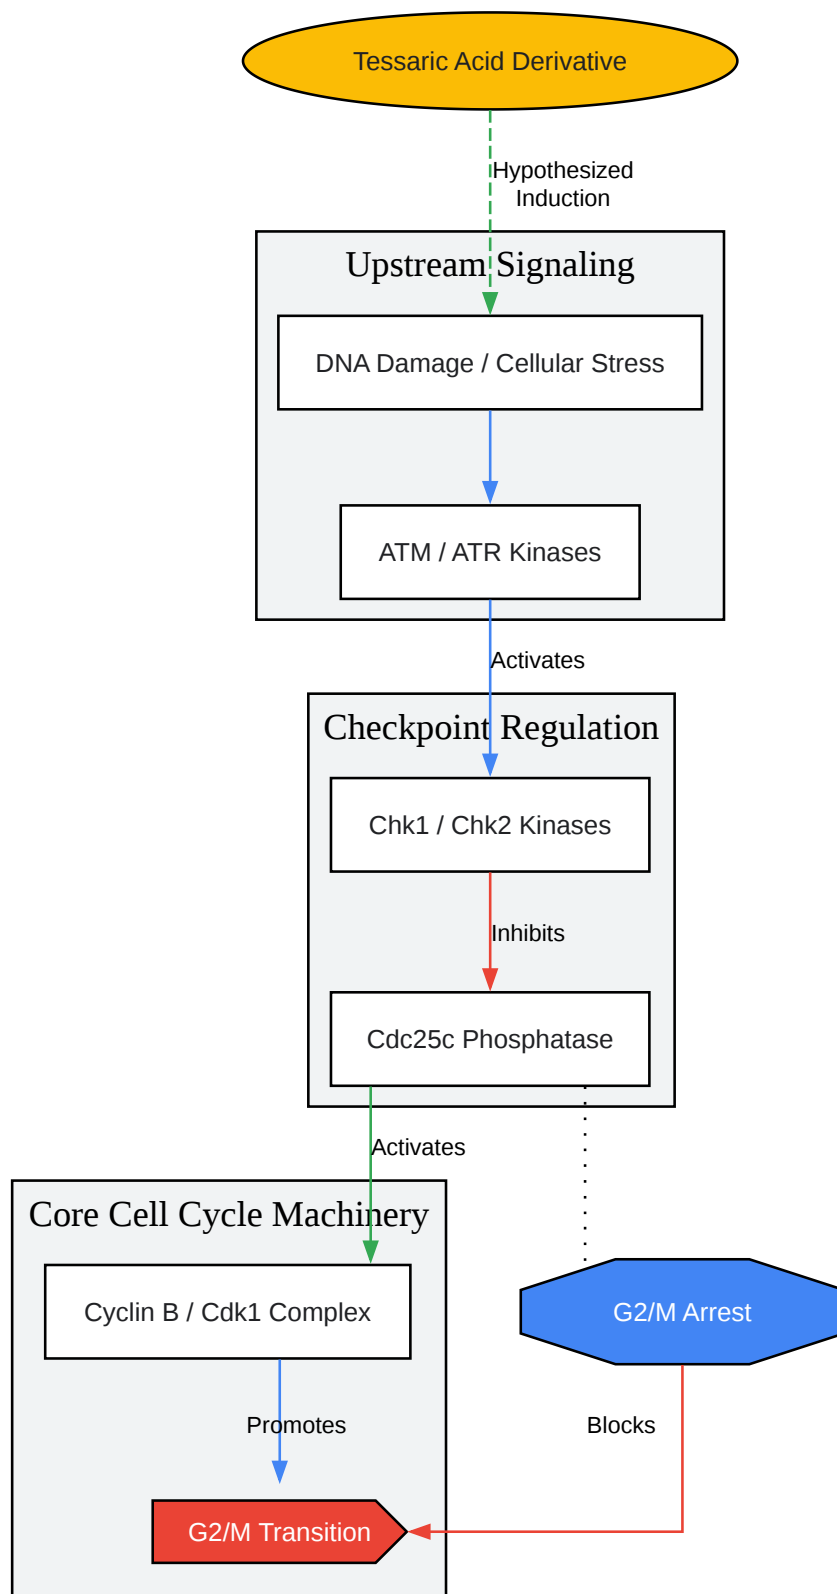 Tessaric Acid Derivative
Hypothesized
Induction
Upstream Signaling
DNA Damage / Cellular Stress
ATM / ATR Kinases
Activates
Checkpoint Regulation
Chk1 / Chk2 Kinases
Inhibits
Cdc25c Phosphatase
Activates
Core Cell Cycle Machinery
Cyclin B / Cdk1 Complex
G2/M Arrest
Promotes
Blocks
G2/M Transition